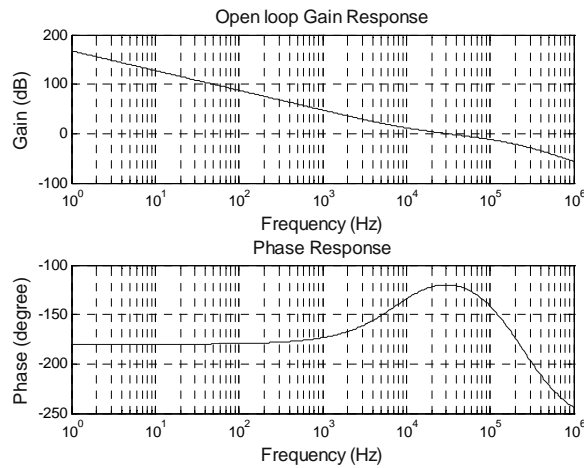 Open loop Gain Response
Gain (dB)
200
100
0
-100
10^0 10^1 10^2 10^3 10^4 10^5 10^6
Frequency (Hz)
Phase Response
Phase (degree)
-100
-150
-200
-250
10^0 10^1 10^2 10^3 10^4 10^5 10^6
Frequency (Hz)